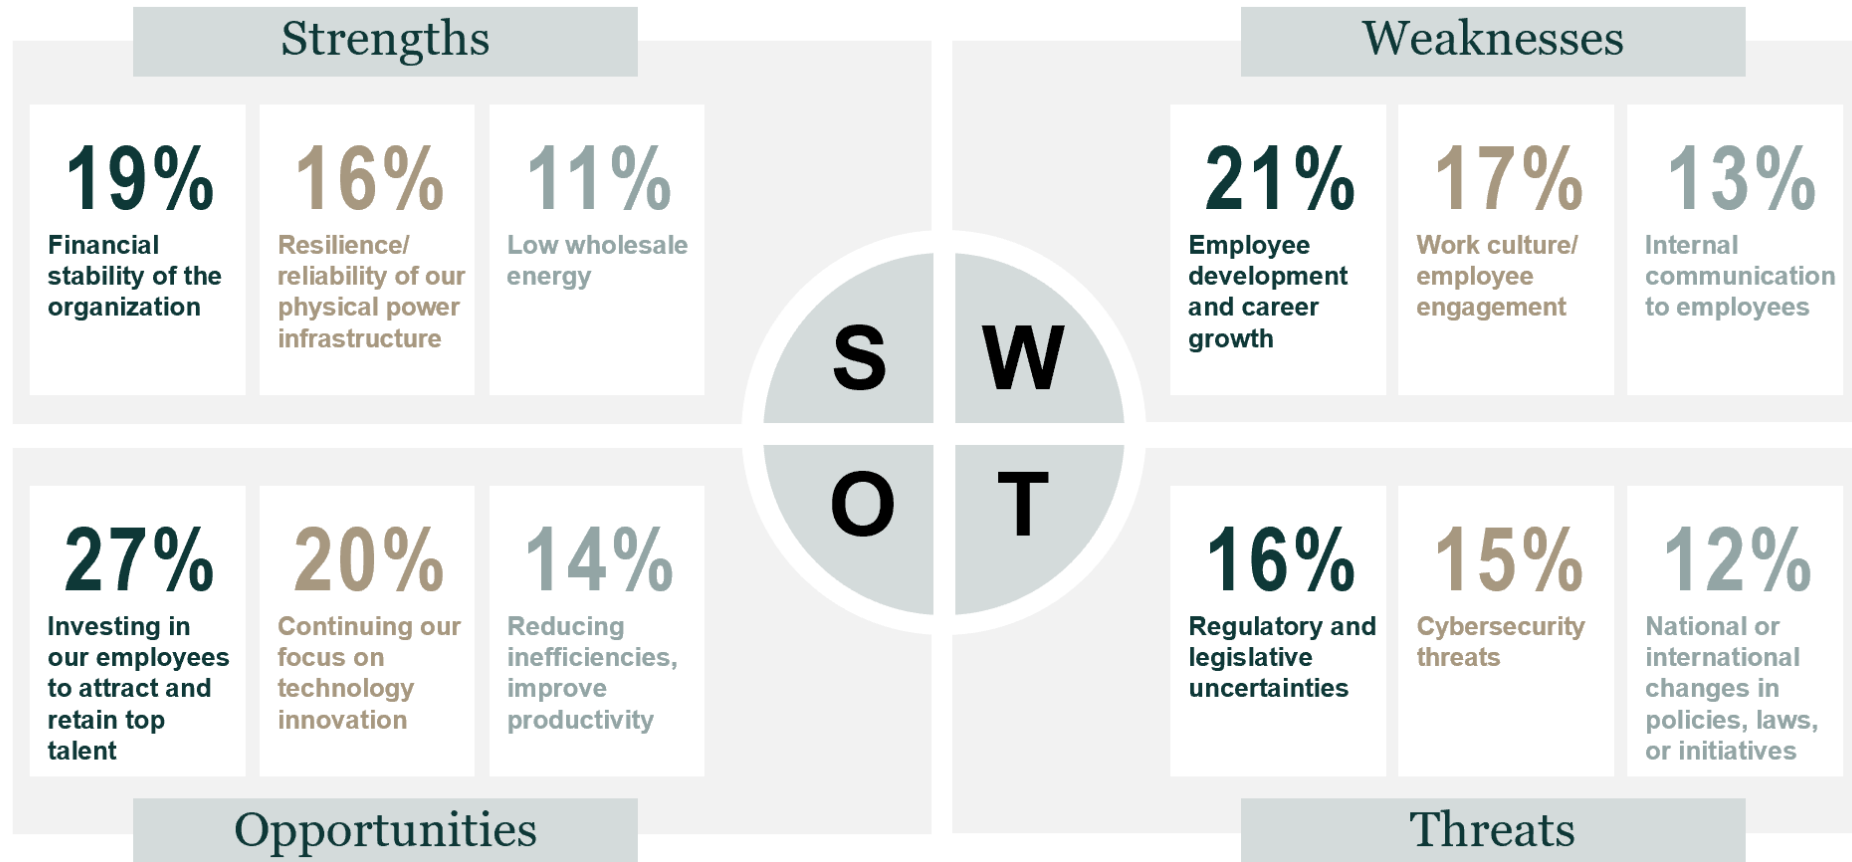 Strengths
19%
Financial
stability of the
organization
16%
Resilience/
reliability of our
physical power
infrastructure
11%
Low wholesale
energy
Weaknesses
21%
Employee
development
and career
growth
17%
Work culture/
employee
engagement
13%
Internal
communication
to employees
S
W
O
T
27%
Investing in
our employees
to attract and
retain top
talent
20%
Continuing our
focus on
technology
innovation
14%
Reducing
inefficiencies,
improve
productivity
Opportunities
16%
Regulatory and
legislative
uncertainties
15%
Cybersecurity
threats
12%
National or
international
changes in
policies, laws,
or initiatives
Threats